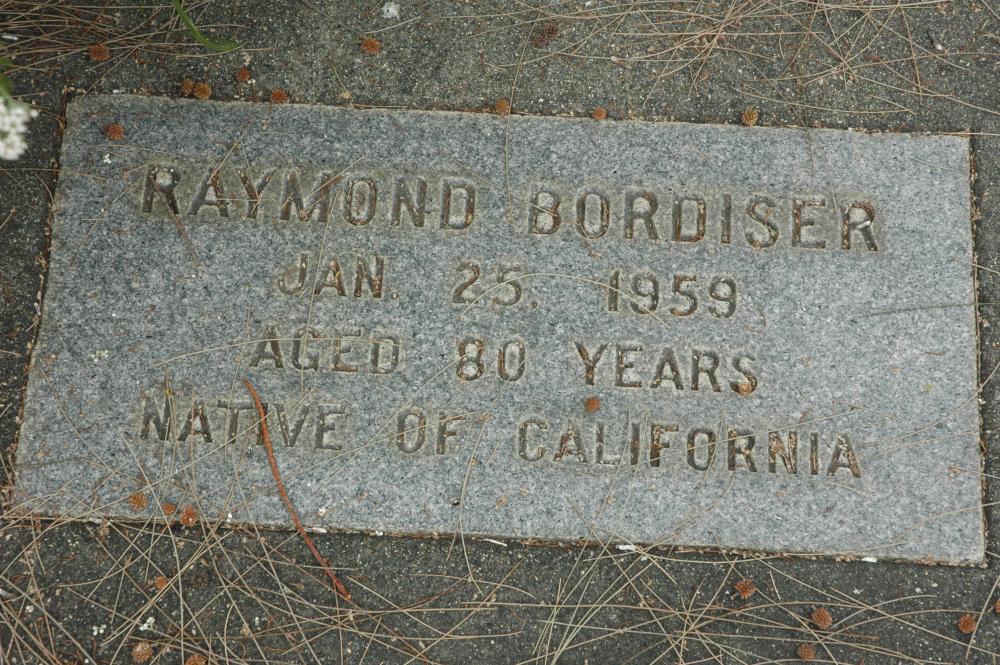 RAYMOND BORDISER
JAN. 25. 1959
AGED 80 YEARS
NATIVE OF CALIFORNIA